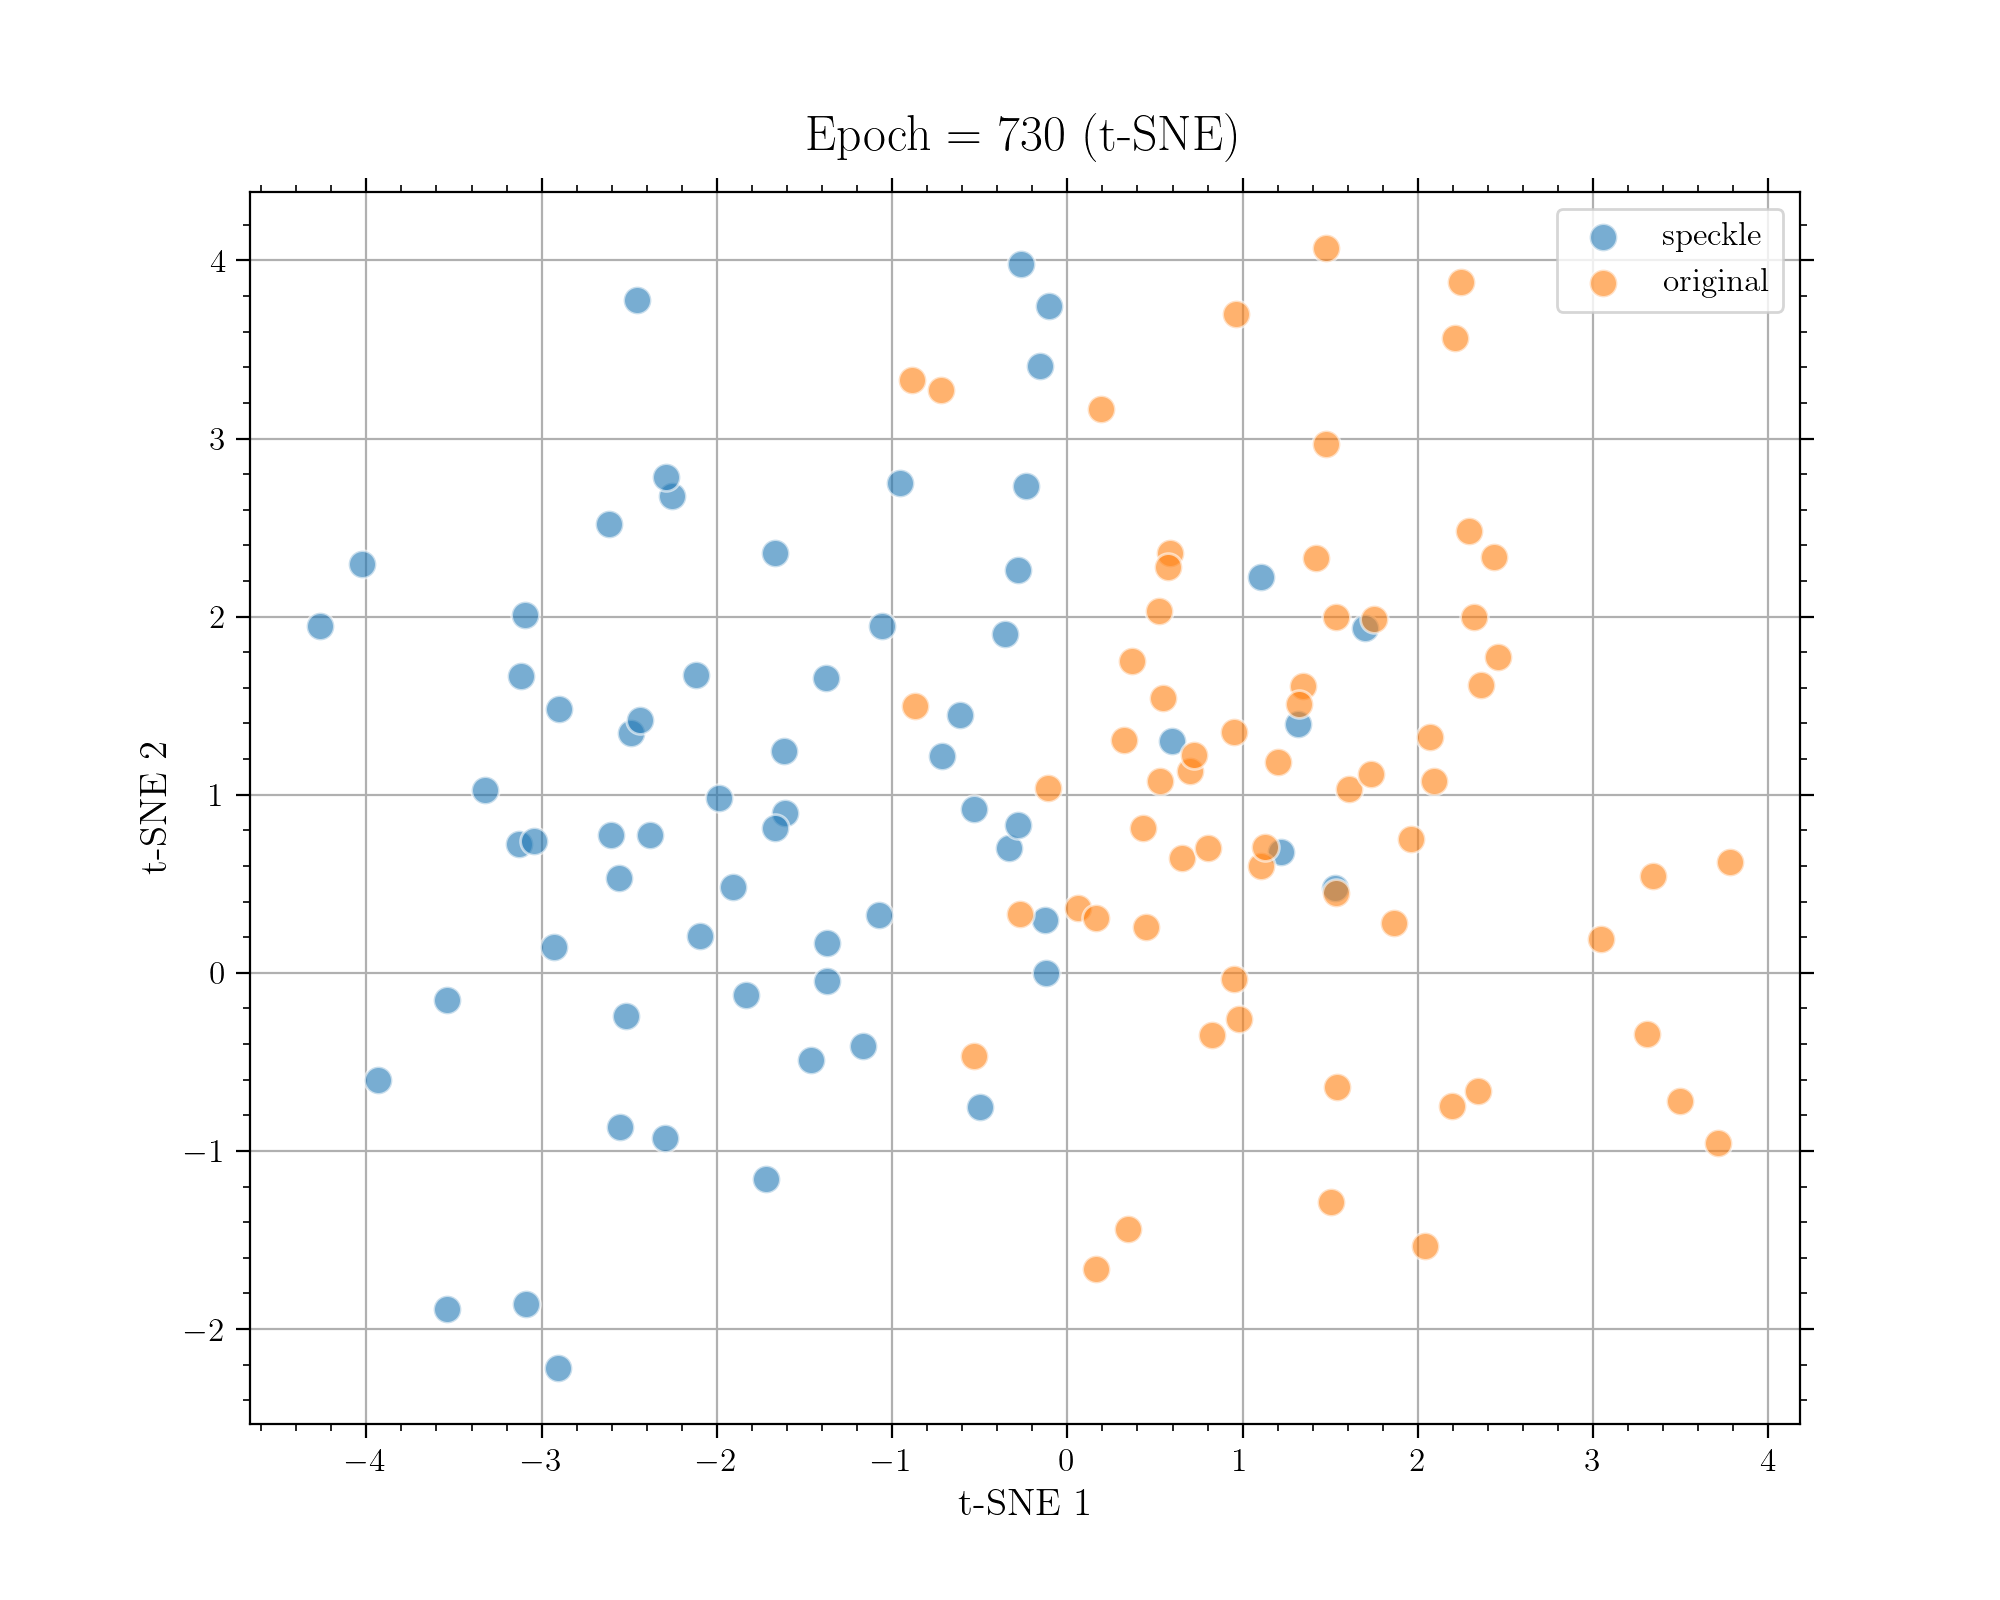 Epoch = 730 (t-SNE)
speckle
original
4
3
2
1
0
−1
−2
t-SNE 2
−4 −3 −2 −1 0 1 2 3 4
t-SNE 1